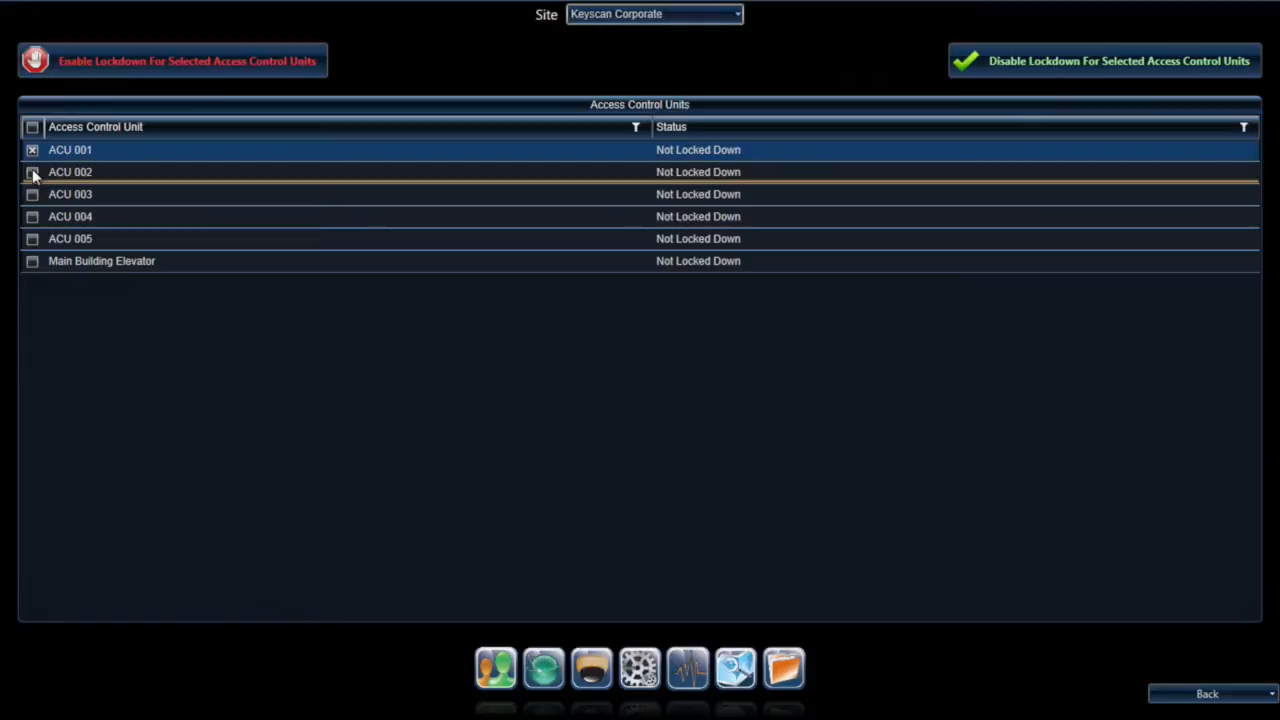 Site Keyscan Corporate
Enable Lockdown For Selected Access Control Units
Disable Lockdown For Selected Access Control Units
Access Control Units
Access Control Unit Status
ACU 001 Not Locked Down
ACU 002 Not Locked Down
ACU 003 Not Locked Down
ACU 004 Not Locked Down
ACU 005 Not Locked Down
Main Building Elevator Not Locked Down
Back